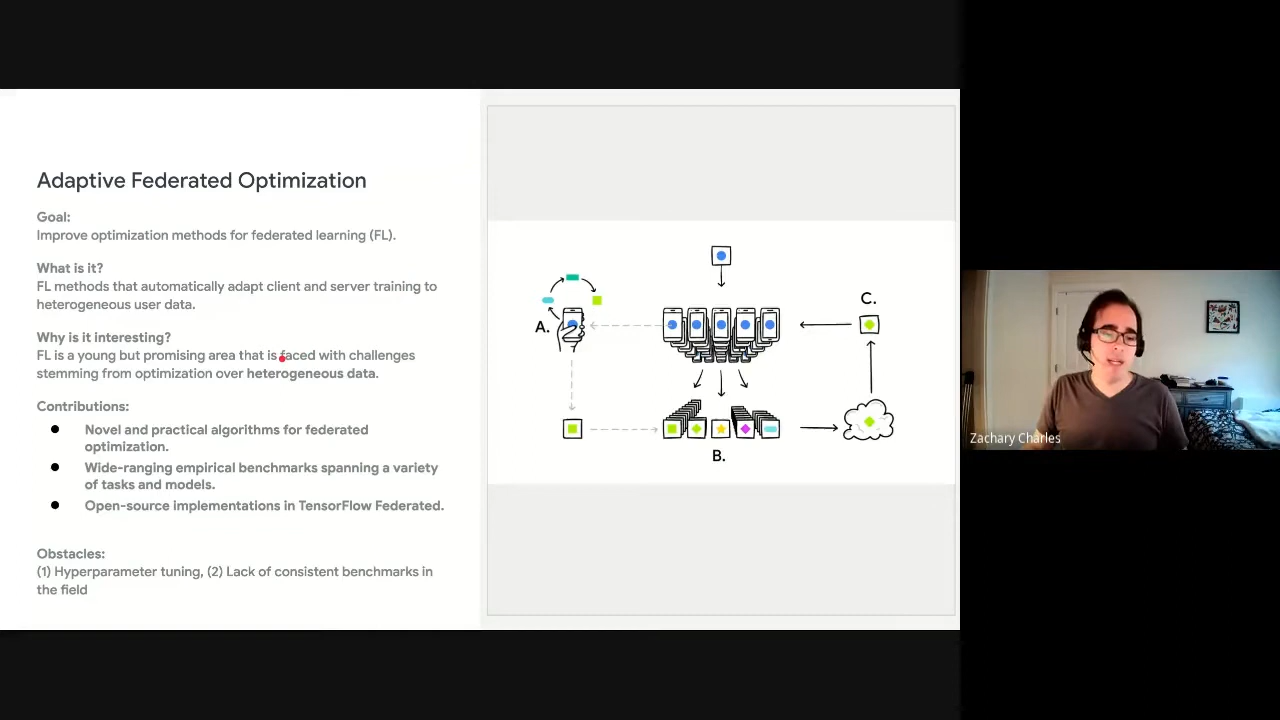 Adaptive Federated Optimization
Goal:
Improve optimization methods for federated learning (FL).
What is it?
FL methods that automatically adapt client and server training to
heterogeneous user data.
Why is it interesting?
FL is a young but promising area that is faced with challenges
stemming from optimization over heterogeneous data.
Contributions:
● Novel and practical algorithms for federated
optimization.
● Wide-ranging empirical benchmarks spanning a variety
of tasks and models.
● Open-source implementations in TensorFlow Federated.
Obstacles:
(1) Hyperparameter tuning, (2) Lack of consistent benchmarks in
the field
A.
B.
C.
Zachary Charles